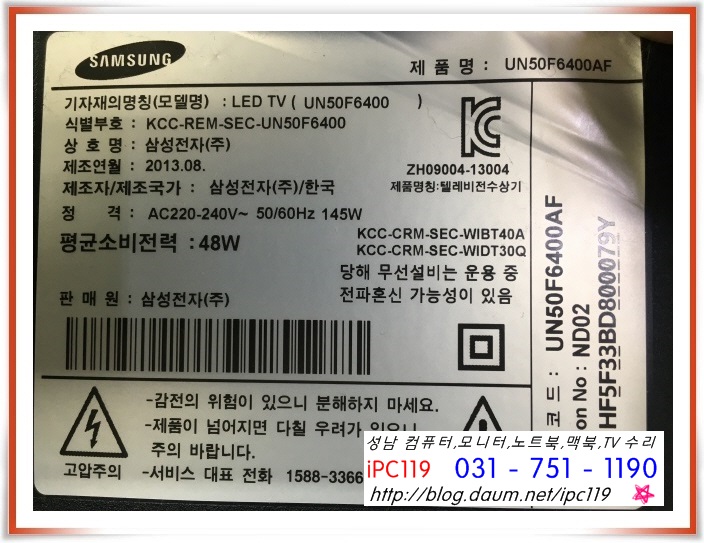 SAMSUNG
제 품 명 : UN50F6400AF
기자재의명칭(모델명) : LED TV ( UN50F6400 )
식별부호 : KCC-REM-SEC-UN50F6400
상 호 명 : 삼성전자(주)
제조연월 : 2013.08.
제조자/제조국가 : 삼성전자(주)/한국
정 격 : AC220-240V~ 50/60Hz 145W
평균소비전력 : 48W
ZH09004-13004
제품명칭:텔레비전수상기
KCC-CRM-SEC-WIBT40A
KCC-CRM-SEC-WIDT30Q
당해 무선설비는 운용 중
전파혼신 가능성이 있음
판 매 원 : 삼성전자(주)
코 드 : UN50F6400AF
on No : ND02
HF5F33BD800079Y
고압주의
-감전의 위험이 있으니 분해하지 마세요.
-제품이 넘어지면 다칠 우려가 있으니
주의 바랍니다.
-서비스 대표 전화 1588-3366
성남 컴퓨터,모니터,노트북,맥북,TV 수리
iPC119 031 - 751 - 1190
http://blog.daum.net/ipc119